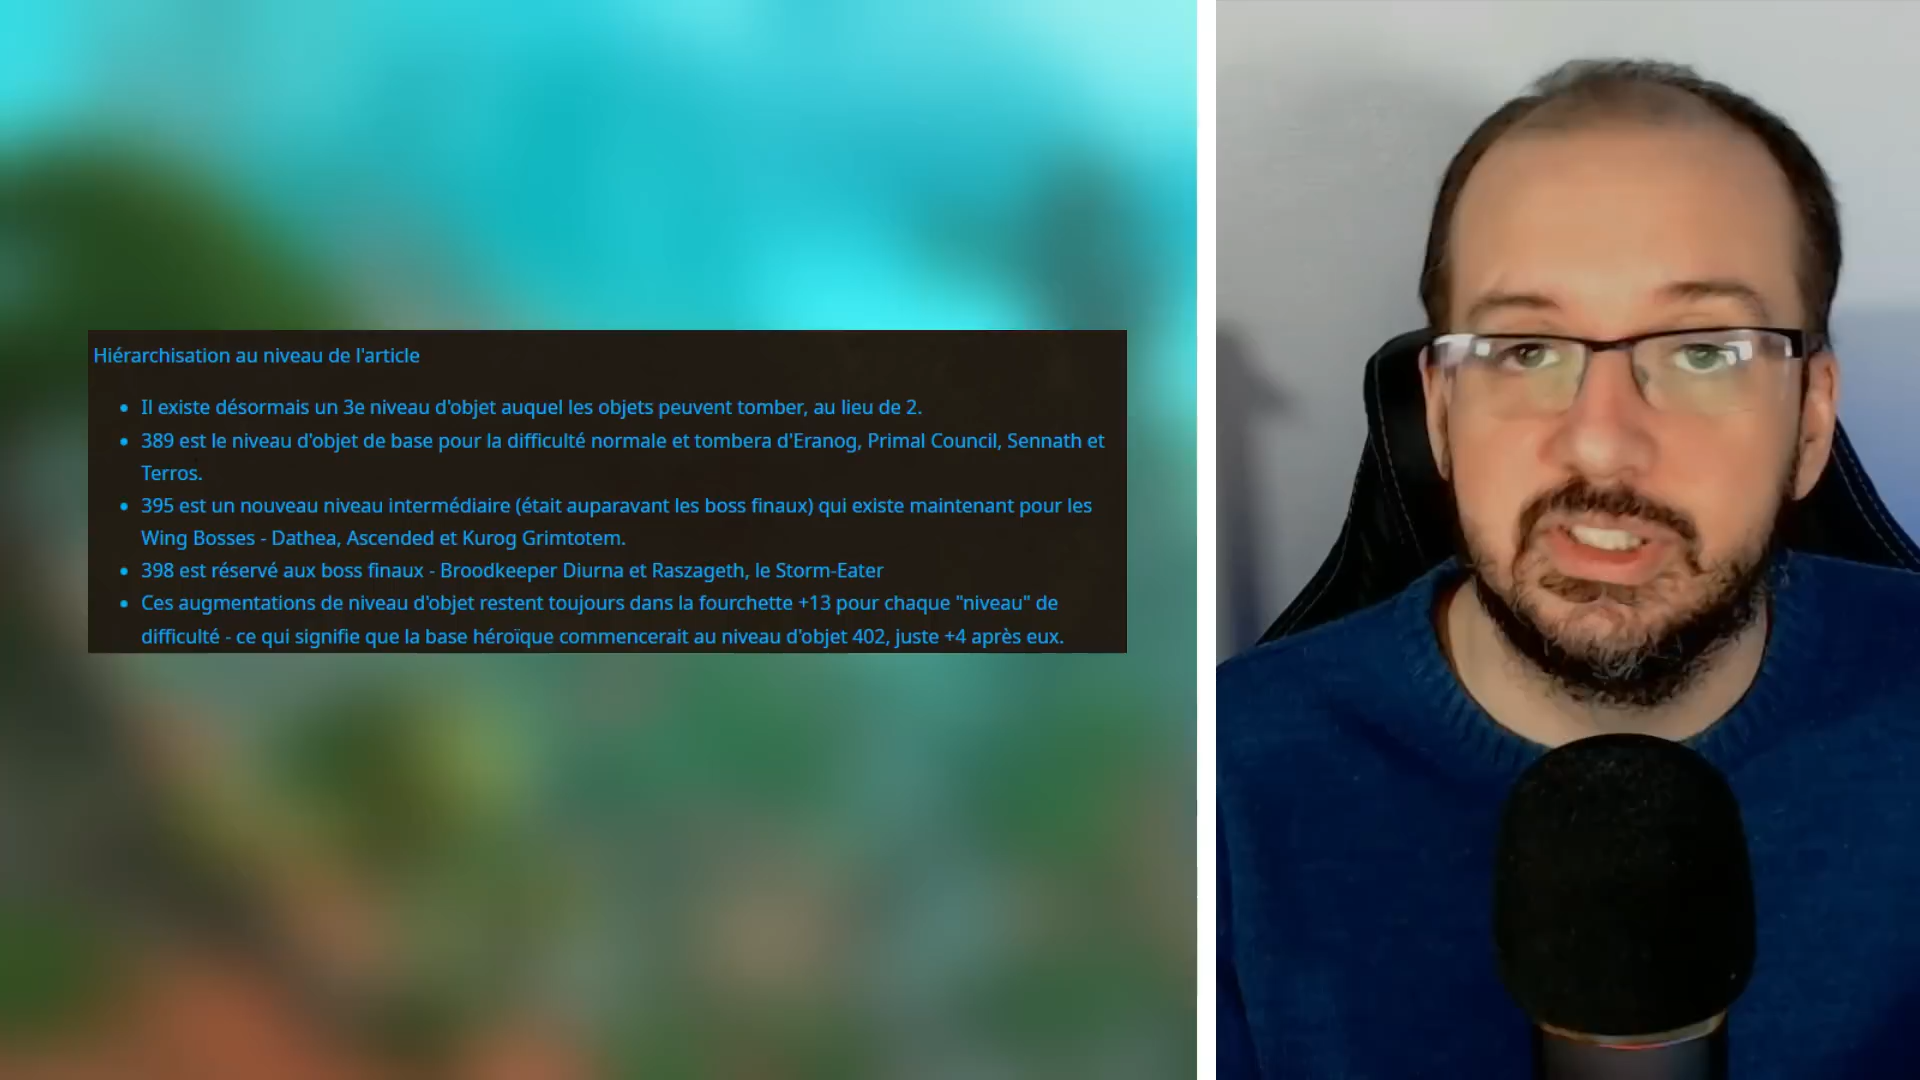 Hiérarchisation au niveau de l'article
• Il existe désormais un 3e niveau d'objet auquel les objets peuvent tomber, au lieu de 2.
• 389 est le niveau d'objet de base pour la difficulté normale et tombera d'Eranog, Primal Council, Sennath et
Terros.
• 395 est un nouveau niveau intermédiaire (était auparavant les boss finaux) qui existe maintenant pour les
Wing Bosses - Dathea, Ascended et Kurog Grimtotem.
• 398 est réservé aux boss finaux - Broodkeeper Diurna et Raszageth, le Storm-Eater
• Ces augmentations de niveau d'objet restent toujours dans la fourchette +13 pour chaque "niveau" de
difficulté - ce qui signifie que la base héroïque commencerait au niveau d'objet 402, juste +4 après eux.